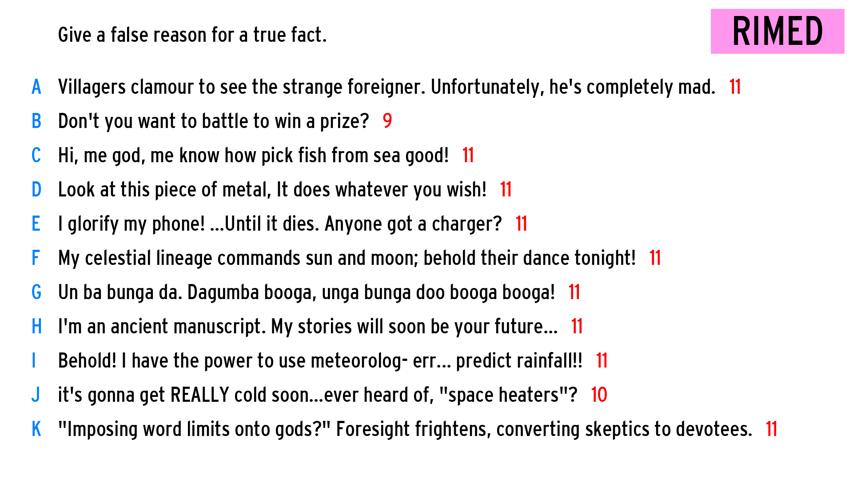 Give a false reason for a true fact.
RIMED
A Villagers clamour to see the strange foreigner. Unfortunately, he's completely mad. 11
B Don't you want to battle to win a prize? 9
C Hi, me god, me know how pick fish from sea good! 11
D Look at this piece of metal, It does whatever you wish! 11
E I glorify my phone! ...Until it dies. Anyone got a charger? 11
F My celestial lineage commands sun and moon; behold their dance tonight! 11
G Un ba bunga da. Dagumba booga, unga bunga doo booga booga! 11
H I'm an ancient manuscript. My stories will soon be your future... 11
I Behold! I have the power to use meteorolog- err... predict rainfall!! 11
J it's gonna get REALLY cold soon...ever heard of, "space heaters"? 10
K "Imposing word limits onto gods?" Foresight frightens, converting skeptics to devotees. 11